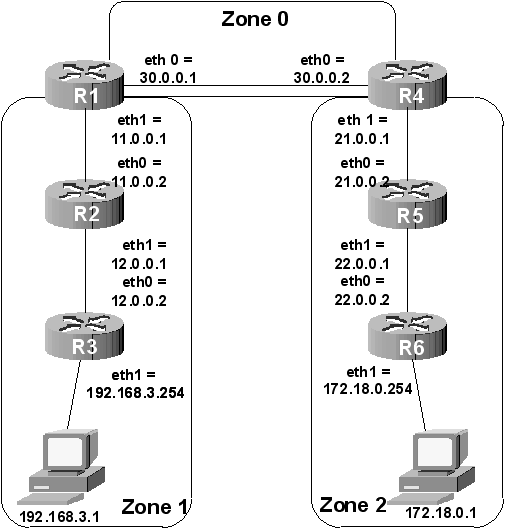 Zone 0
eth 0 =
30.0.0.1
eth0 =
30.0.0.2
R1
R4
eth1 =
11.0.0.1
eth 1 =
21.0.0.1
eth0 =
11.0.0.2
eth0 =
21.0.0.2
R2
R5
eth1 =
12.0.0.1
eth1 =
22.0.0.1
eth0 =
12.0.0.2
eth0 =
22.0.0.2
R3
R6
eth1 =
192.168.3.254
eth1 =
172.18.0.254
192.168.3.1
Zone 1
Zone 2
172.18.0.1